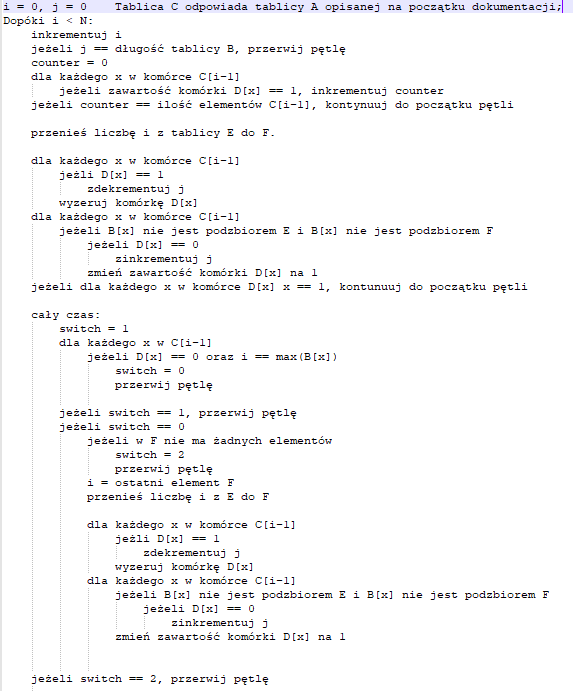 i = 0, j = 0    Tablica C odpowiada tablicy A opisanej na początku dokumentacji;
Dopóki i < N:
    inkrementuj i
    jeżeli j == długość tablicy B, przerwij pętlę
    counter = 0
    dla każdego x w komórce C[i-1]
        jeżeli zawartość komórki D[x] == 1, inkrementuj counter
    jeżeli counter == ilość elementów C[i-1], kontynuuj do początku pętli

    przenieś liczbę i z tablicy E do F.

    dla każdego x w komórce C[i-1]
        jeżli D[x] == 1
            zdekrementuj j
        wyzeruj komórkę D[x]
    dla każdego x w komórce C[i-1]
        jeżeli B[x] nie jest podzbiorem E i B[x] nie jest podzbiorem F
            jeżeli D[x] == 0
                zinkrementuj j
            zmień zawartość komórki D[x] na 1
    jeżeli dla każdego x w komórce D[x] x == 1, kontunuuj do początku pętli

    cały czas:
        switch = 1
        dla każdego x w C[i-1]
            jeżeli D[x] == 0 oraz i == max(B[x])
                switch = 0
                przerwij pętlę

        jeżeli switch == 1, przerwij pętlę
        jeżeli switch == 0
            jeżeli w F nie ma żadnych elementów
                switch = 2
                przerwij pętlę
            i = ostatni element F
            przenieś liczbę i z E do F

            dla każdego x w komórce C[i-1]
                jeżli D[x] == 1
                    zdekrementuj j
                wyzeruj komórkę D[x]
            dla każdego x w komórce C[i-1]
                jeżeli B[x] nie jest podzbiorem E i B[x] nie jest podzbiorem F
                    jeżeli D[x] == 0
                        zinkrementuj j
                zmień zawartość komórki D[x] na 1


    jeżeli switch == 2, przerwij pętlę